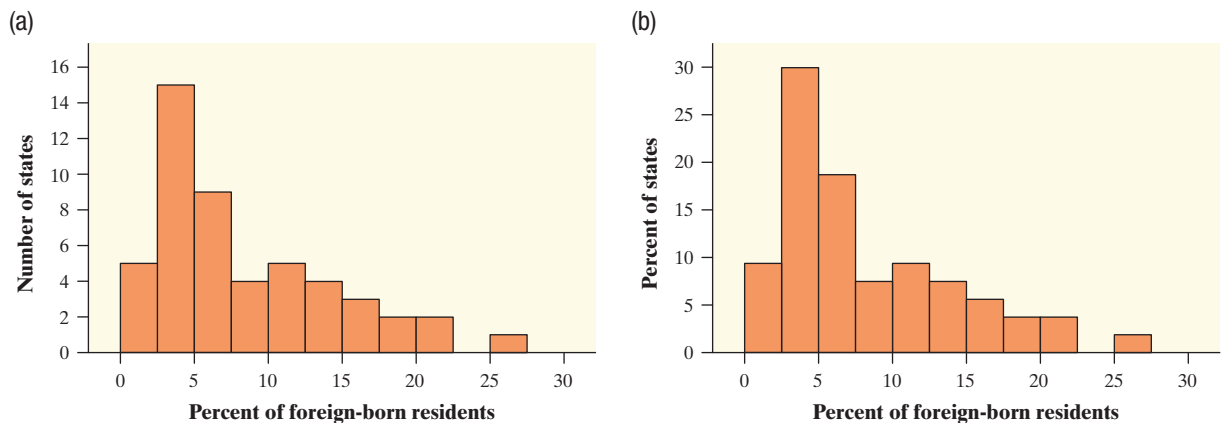 (a)
16
14
12
10
8
6
4
2
0
Number of states
0 5 10 15 20 25 30
Percent of foreign-born residents
(b)
30
25
20
15
10
5
0
Percent of states
0 5 10 15 20 25 30
Percent of foreign-born residents